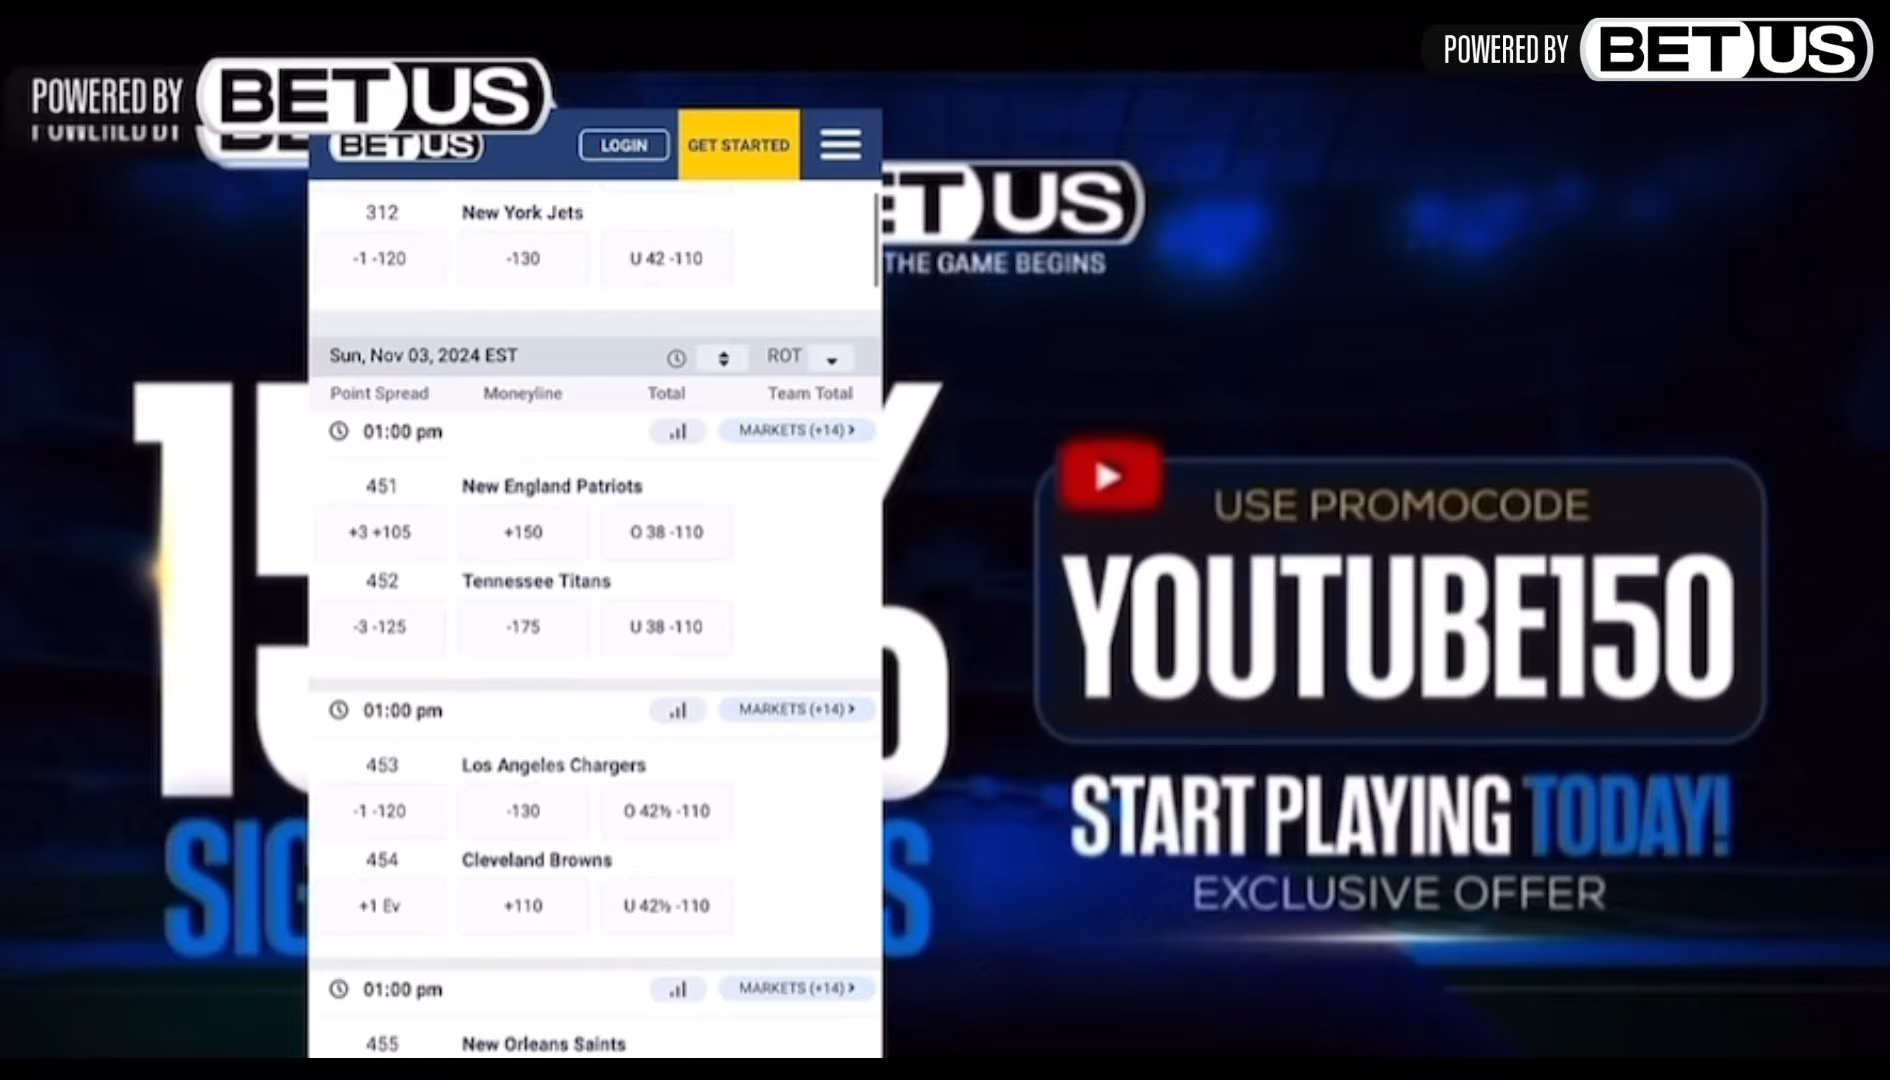 POWERED BY BETUS
POWERED BY BETUS
BETUS
LOGIN
GET STARTED
312 New York Jets
-1 -120 -130 U 42 -110
Sun, Nov 03, 2024 EST ROT
Point Spread Moneyline Total Team Total
01:00 pm MARKETS (+14) >
451 New England Patriots
+3 +105 +150 O 38 -110
452 Tennessee Titans
-3 -125 -175 U 38 -110
01:00 pm MARKETS (+14) >
453 Los Angeles Chargers
-1 -120 -130 O 42½ -110
454 Cleveland Browns
+1 Ev +110 U 42½ -110
01:00 pm MARKETS (+14) >
455 New Orleans Saints
US
THE GAME BEGINS
USE PROMOCODE
YOUTUBE150
START PLAYING TODAY!
EXCLUSIVE OFFER